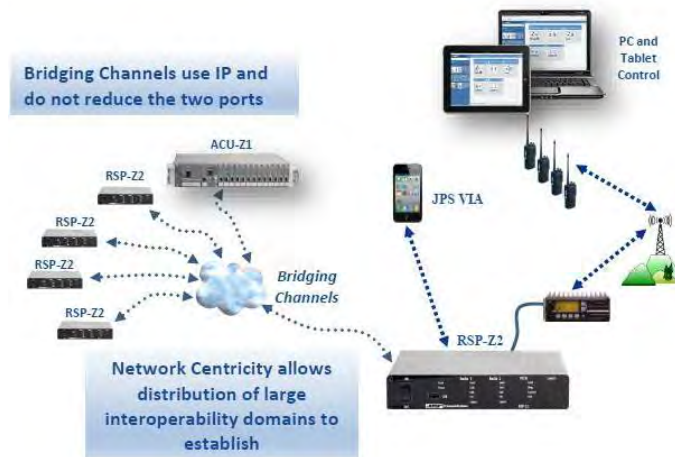 Bridging Channels use IP and
do not reduce the two ports
PC and
Tablet
Control
ACU-Z1
RSP-Z2
RSP-Z2
RSP-Z2
RSP-Z2
JPS VIA
Bridging
Channels
RSP-Z2
Network Centricity allows
distribution of large
interoperability domains to
establish